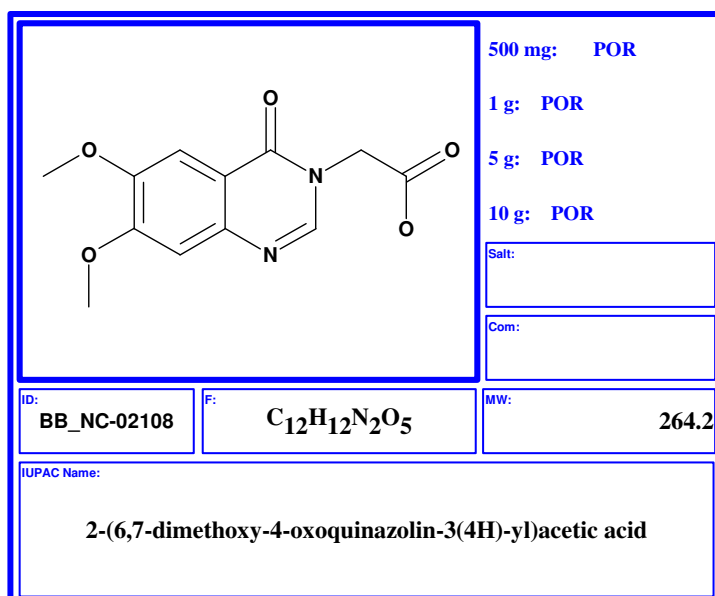 O
O
O
N
O
O
O
N
500 mg: POR
1 g: POR
5 g: POR
10 g: POR
Salt:
Com:
ID:
BB_NC-02108
F:
C12H12N2O5
MW:
264.2
IUPAC Name:
2-(6,7-dimethoxy-4-oxoquinazolin-3(4H)-yl)acetic acid